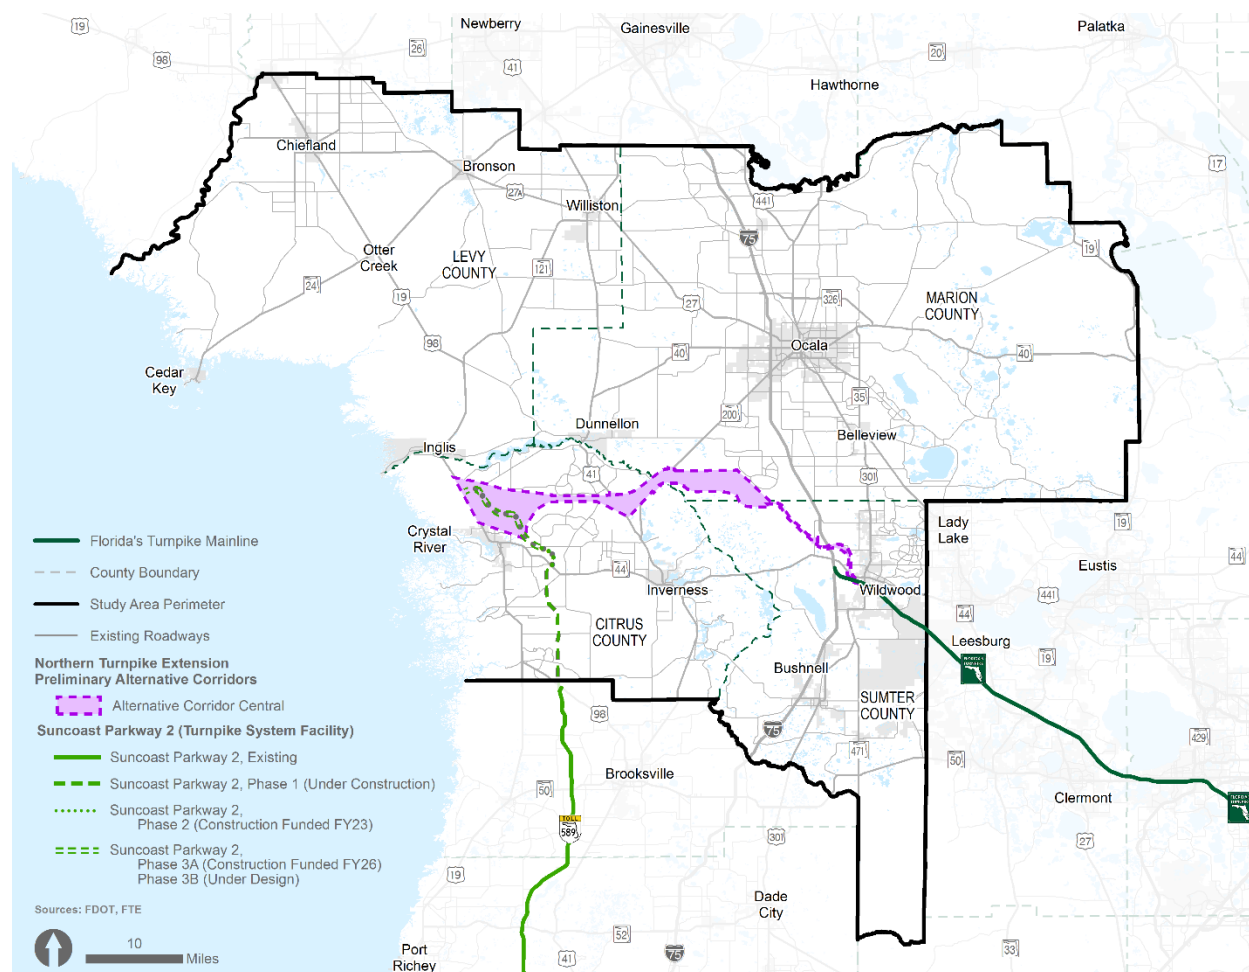 Newberry
Gainesville
Palatka
19
98
26
41
20
Hawthorne
Chiefland
Bronson
17
27A
Williston
441
75
19
Otter
Creek
LEVY
COUNTY
121
24
19
27
326
MARION
COUNTY
98
40
Ocala
40
Cedar
Key
200
35
Dunnellon
Belleview
Inglis
41
301
Crystal
River
Lady
Lake
19
44
Eustis
44
Inverness
Wildwood
441
44
CITRUS
COUNTY
Leesburg
19
Bushnell
SUMTER
COUNTY
98
75
471
429
50
Brooksville
50
Clermont
TOLL
589
301
27
19
Dade
City
52
75
33
41
Port
Richey
Florida's Turnpike Mainline
County Boundary
Study Area Perimeter
Existing Roadways
Northern Turnpike Extension
Preliminary Alternative Corridors
Alternative Corridor Central
Suncoast Parkway 2 (Turnpike System Facility)
Suncoast Parkway 2, Existing
Suncoast Parkway 2, Phase 1 (Under Construction)
Suncoast Parkway 2,
Phase 2 (Construction Funded FY23)
Suncoast Parkway 2,
Phase 3A (Construction Funded FY26)
Phase 3B (Under Design)
Sources: FDOT, FTE
10
Miles